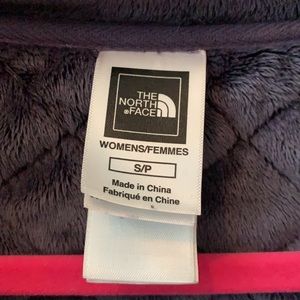 THE
NORTH
FACE
WOMENS/FEMMES
S/P
Made in China
Fabriqué en Chine